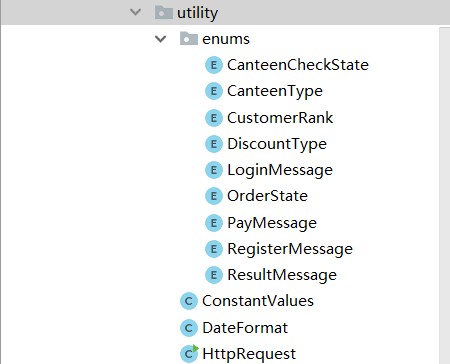 utility
enums
E CanteenCheckState
E CanteenType
E CustomerRank
E DiscountType
E LoginMessage
E OrderState
E PayMessage
E RegisterMessage
E ResultMessage
C ConstantValues
C DateFormat
C HttpRequest